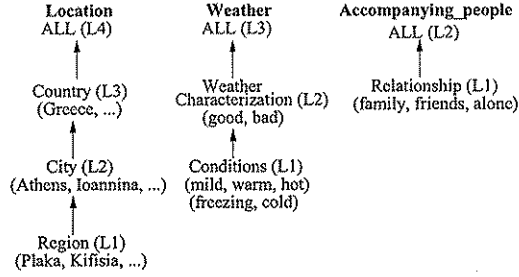 Location
ALL (L4)
Country (L3)
(Greece, ...)
City (L2)
(Athens, Ioannina, ...)
Region (L1)
(Plaka, Kifisia, ...)
Weather
ALL (L3)
Weather
Characterization (L2)
(good, bad)
Conditions (L1)
(mild, warm, hot)
(freezing, cold)
Accompanying_people
ALL (L2)
Relationship (L1)
(family, friends, alone)